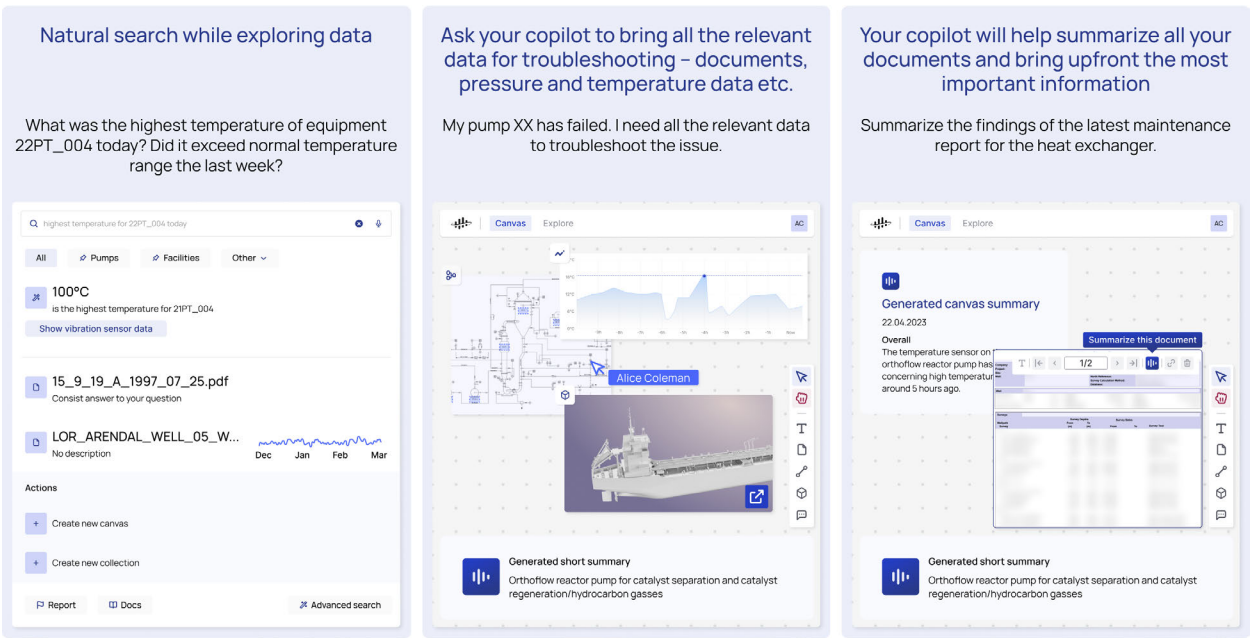 Natural search while exploring data
What was the highest temperature of equipment
22PT_004 today? Did it exceed normal temperature
range the last week?
highest temperature for 22PT_004 today
All
Pumps
Facilities
Other
100°C
is the highest temperature for 21PT_004
Show vibration sensor data
15_9_19_A_1997_07_25.pdf
Consist answer to your question
LOR_ARENDAL_WELL_05_W...
No description
Dec Jan Feb Mar
Actions
+ Create new canvas
+ Create new collection
Report
Docs
Advanced search
Ask your copilot to bring all the relevant
data for troubleshooting – documents,
pressure and temperature data etc.
My pump XX has failed. I need all the relevant data
to troubleshoot the issue.
Canvas
Explore
AC
Alice Coleman
T
Generated short summary
Orthoflow reactor pump for catalyst separation and catalyst
regeneration/hydrocarbon gasses
Your copilot will help summarize all your
documents and bring upfront the most
important information
Summarize the findings of the latest maintenance
report for the heat exchanger.
Canvas
Explore
AC
Generated canvas summary
22.04.2023
Overall
The temperature sensor on
orthoflow reactor pump has
concerning high temperatur
around 5 hours ago.
Summarize this document
T
1/2
T
Generated short summary
Orthoflow reactor pump for catalyst separation and catalyst
regeneration/hydrocarbon gasses